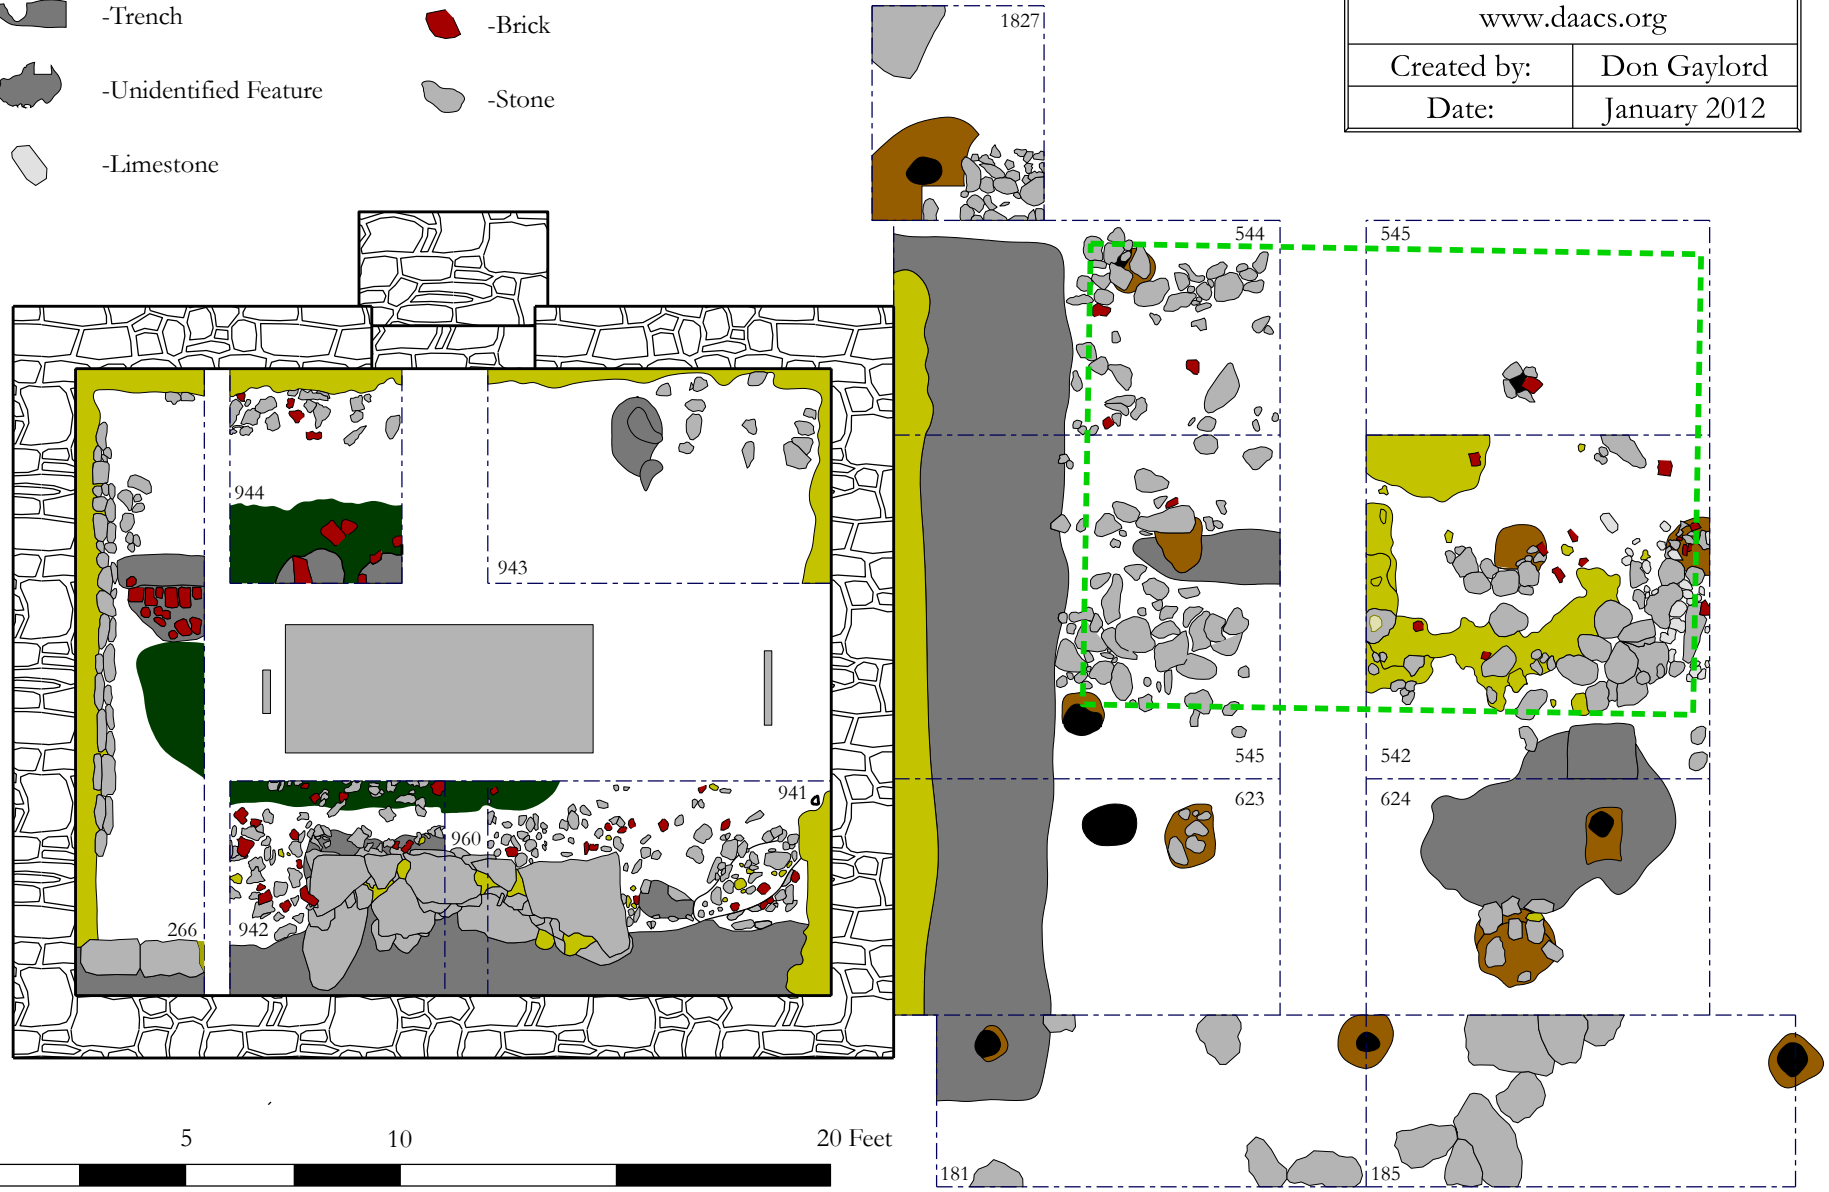 -Trench
-Brick
-Unidentified Feature
-Stone
-Limestone
www.daacs.org
Created by: Don Gaylord
Date: January 2012
1827
544
545
944
943
545
542
941
623
624
960
266
942
5
10
20 Feet
181
185